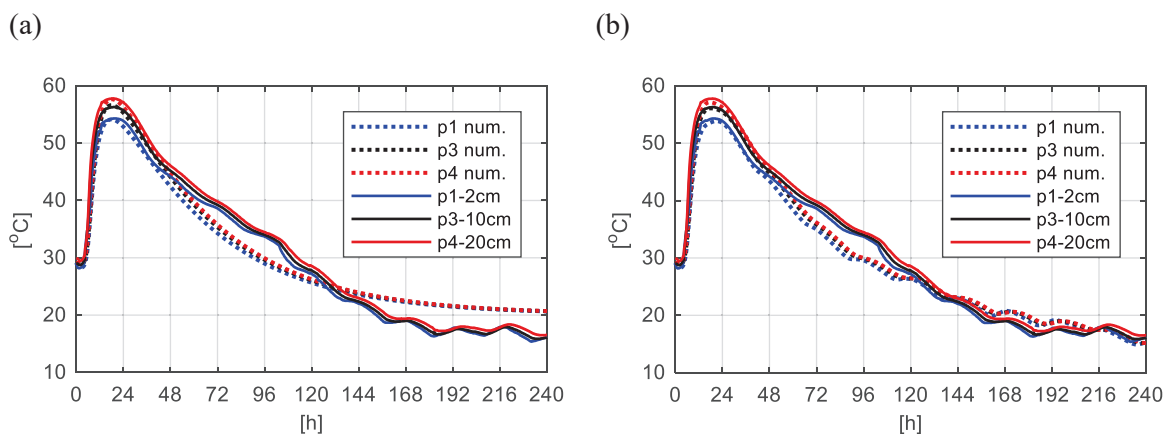 (a)
(b)
60
50
40
30
20
10
[°C]
0 24 48 72 96 120 144 168 192 216 240
[h]
p1 num.
p3 num.
p4 num.
p1-2cm
p3-10cm
p4-20cm
60
50
40
30
20
10
[°C]
0 24 48 72 96 120 144 168 192 216 240
[h]
p1 num.
p3 num.
p4 num.
p1-2cm
p3-10cm
p4-20cm